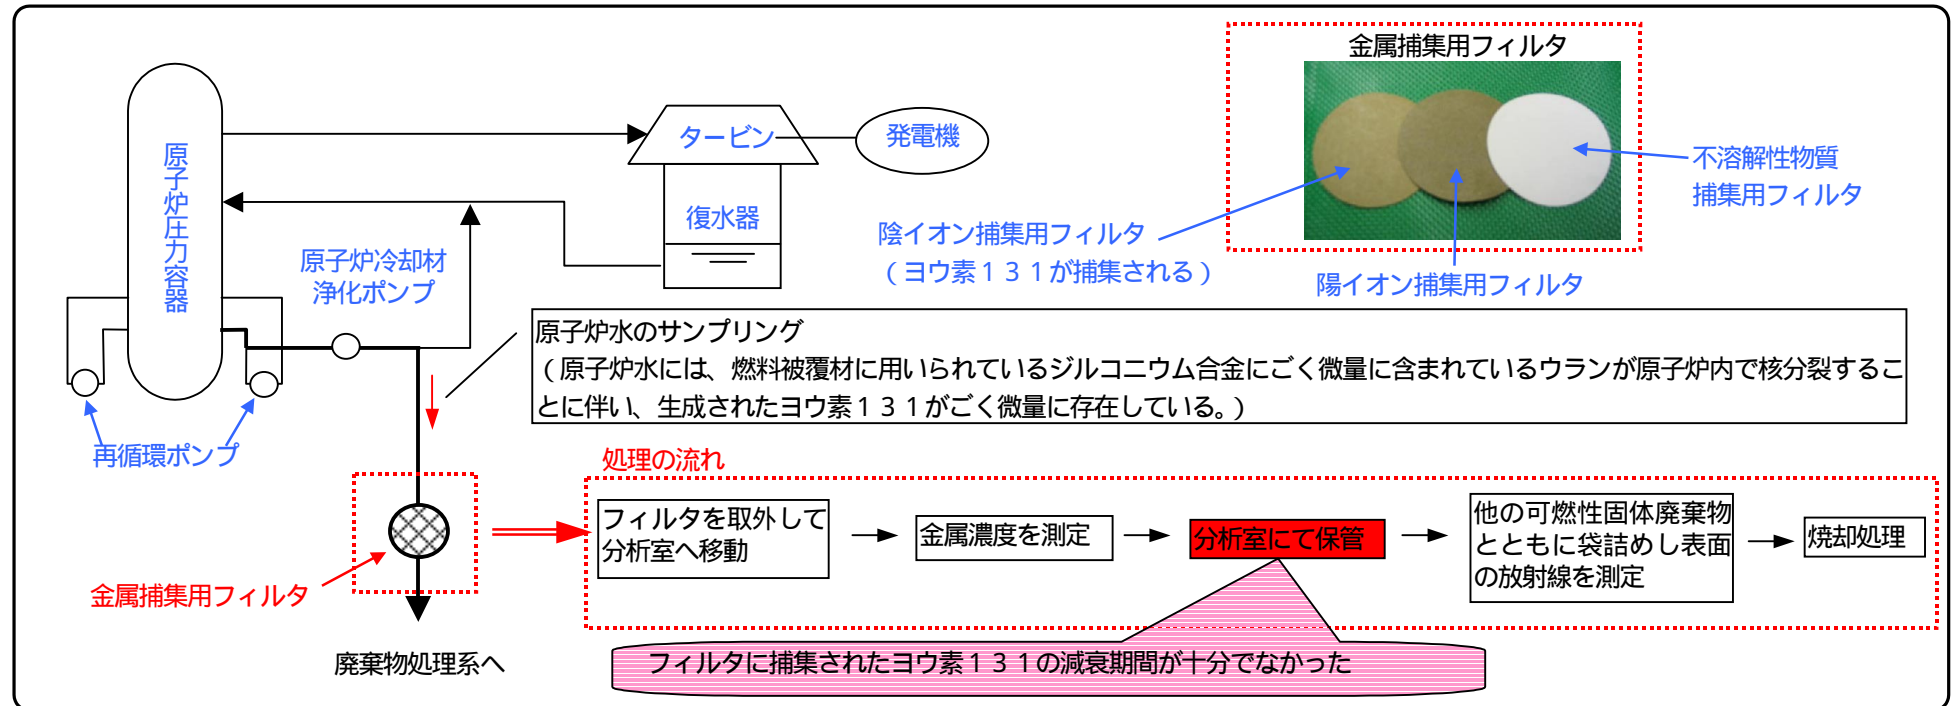 金属捕集用フィルタ
原子炉圧力容器
タービン
発電機
復水器
不溶解性物質
捕集用フィルタ
陰イオン捕集用フィルタ
（ヨウ素１３１が捕集される）
陽イオン捕集用フィルタ
原子炉冷却材
浄化ポンプ
原子炉水のサンプリング
（原子炉水には、燃料被覆材に用いられているジルコニウム合金にごく微量に含まれているウランが原子炉内で核分裂するこ
とに伴い、生成されたヨウ素１３１がごく微量に存在している。）
再循環ポンプ
処理の流れ
フィルタを取外して
分析室へ移動
金属濃度を測定
分析室にて保管
他の可燃性固体廃棄物
とともに袋詰めし表面
の放射線を測定
焼却処理
金属捕集用フィルタ
廃棄物処理系へ
フィルタに捕集されたヨウ素１３１の減衰期間が十分でなかった